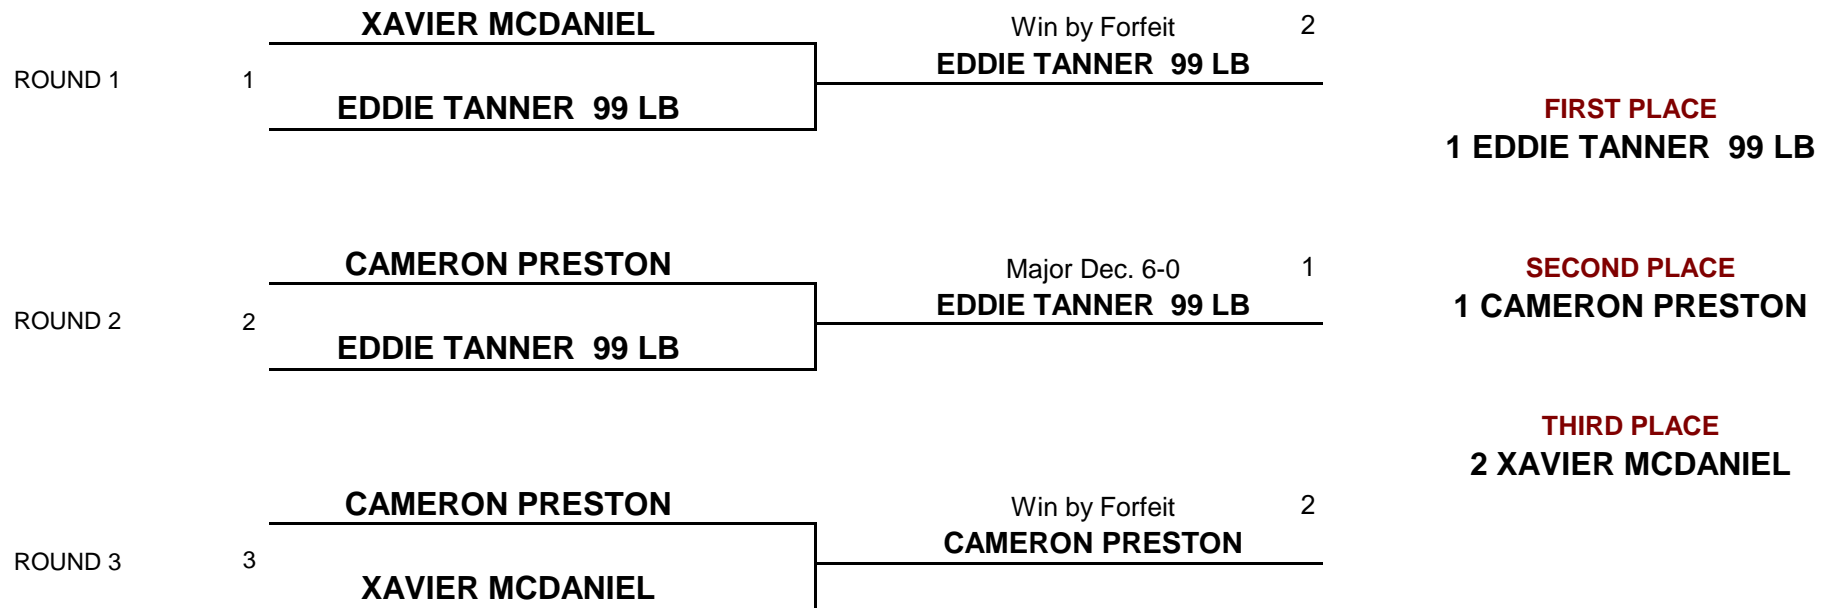 XAVIER MCDANIEL
Win by Forfeit 2
EDDIE TANNER  99 LB
ROUND 1 1
EDDIE TANNER  99 LB
FIRST PLACE
1 EDDIE TANNER  99 LB
CAMERON PRESTON
Major Dec. 6-0 1
SECOND PLACE
EDDIE TANNER  99 LB
1 CAMERON PRESTON
ROUND 2 2
EDDIE TANNER  99 LB
THIRD PLACE
2 XAVIER MCDANIEL
CAMERON PRESTON
Win by Forfeit 2
CAMERON PRESTON
ROUND 3 3
XAVIER MCDANIEL